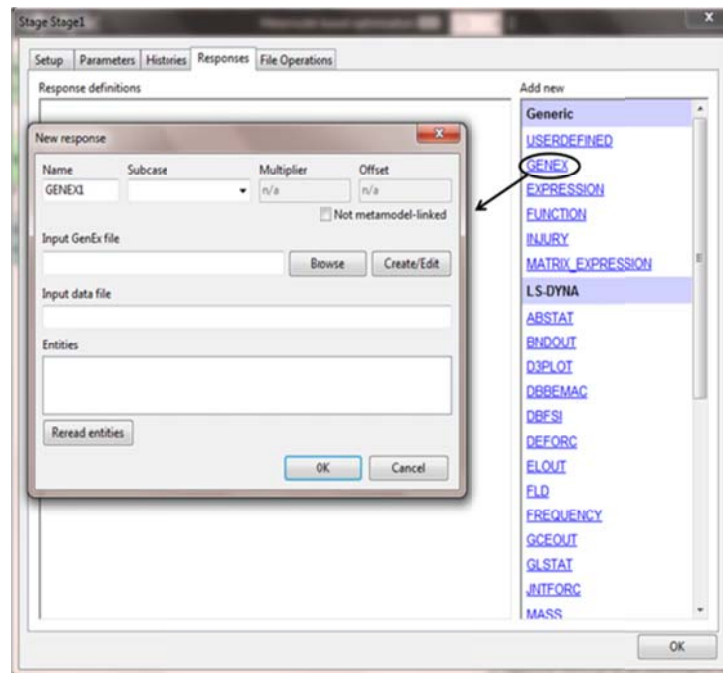 Stage Stage1
Setup Parameters Histories Responses File Operations
Response definitions
Add new
Generic
USERDEFINED
GENEX
EXPRESSION
FUNCTION
INJURY
MATRIX_EXPRESSION
LS-DYNA
ABSTAT
BNDOUT
D3PLOT
DBBEMAC
DBFSI
DEFORC
ELOUT
FLD
FREQUENCY
GCEOUT
GLSTAT
JNTFORC
MASS
New response
Name Subcase Multiplier Offset
GENEX1 n/a n/a
Not metamodel-linked
Input GenEx file
Browse Create/Edit
Input data file
Entities
Reread entities
OK Cancel
OK